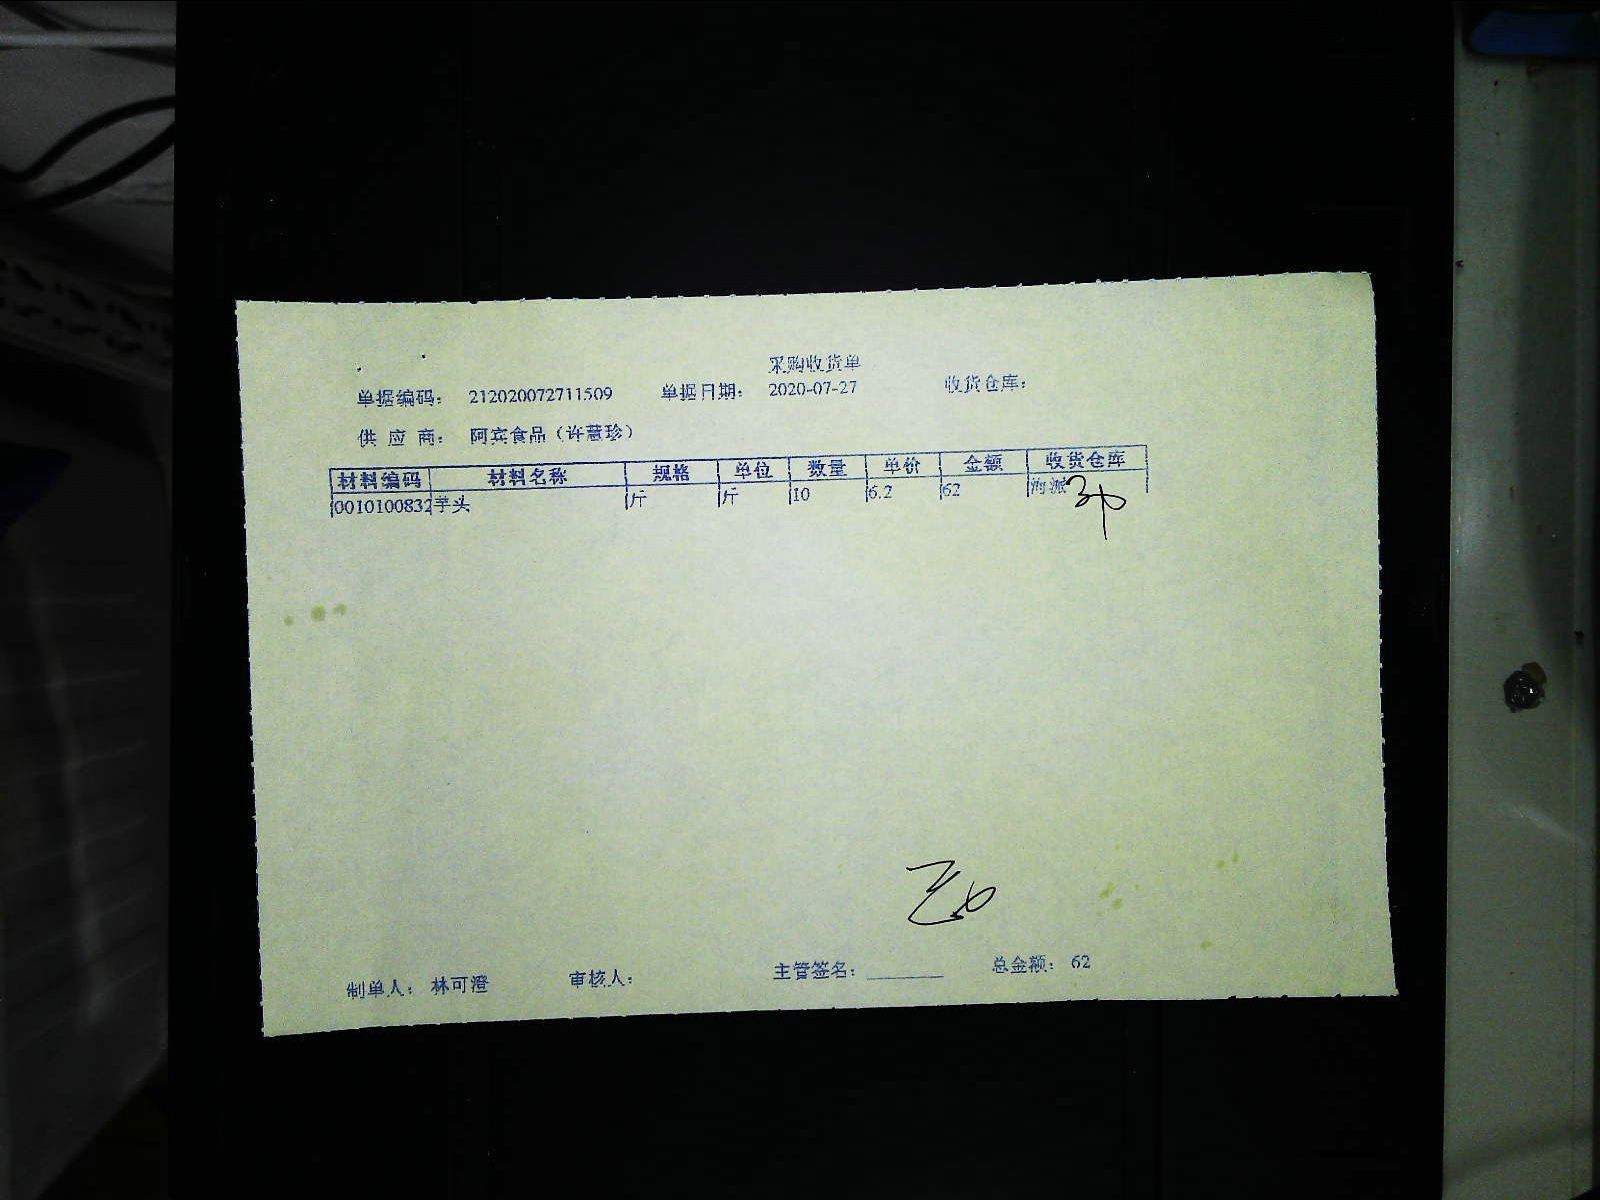 采购收货单
单据编码： 212020072711509 单据日期： 2020-07-27 收货仓库：
供 应 商： 阿宾食品（许慧珍）
材料编码 材料名称 规格 单位 数量 单价 金额 收货仓库
0010100832 芋头 斤 斤 10 6.2 62 海派
制单人： 林可澄 审核人： 主管签名： 总金额： 62